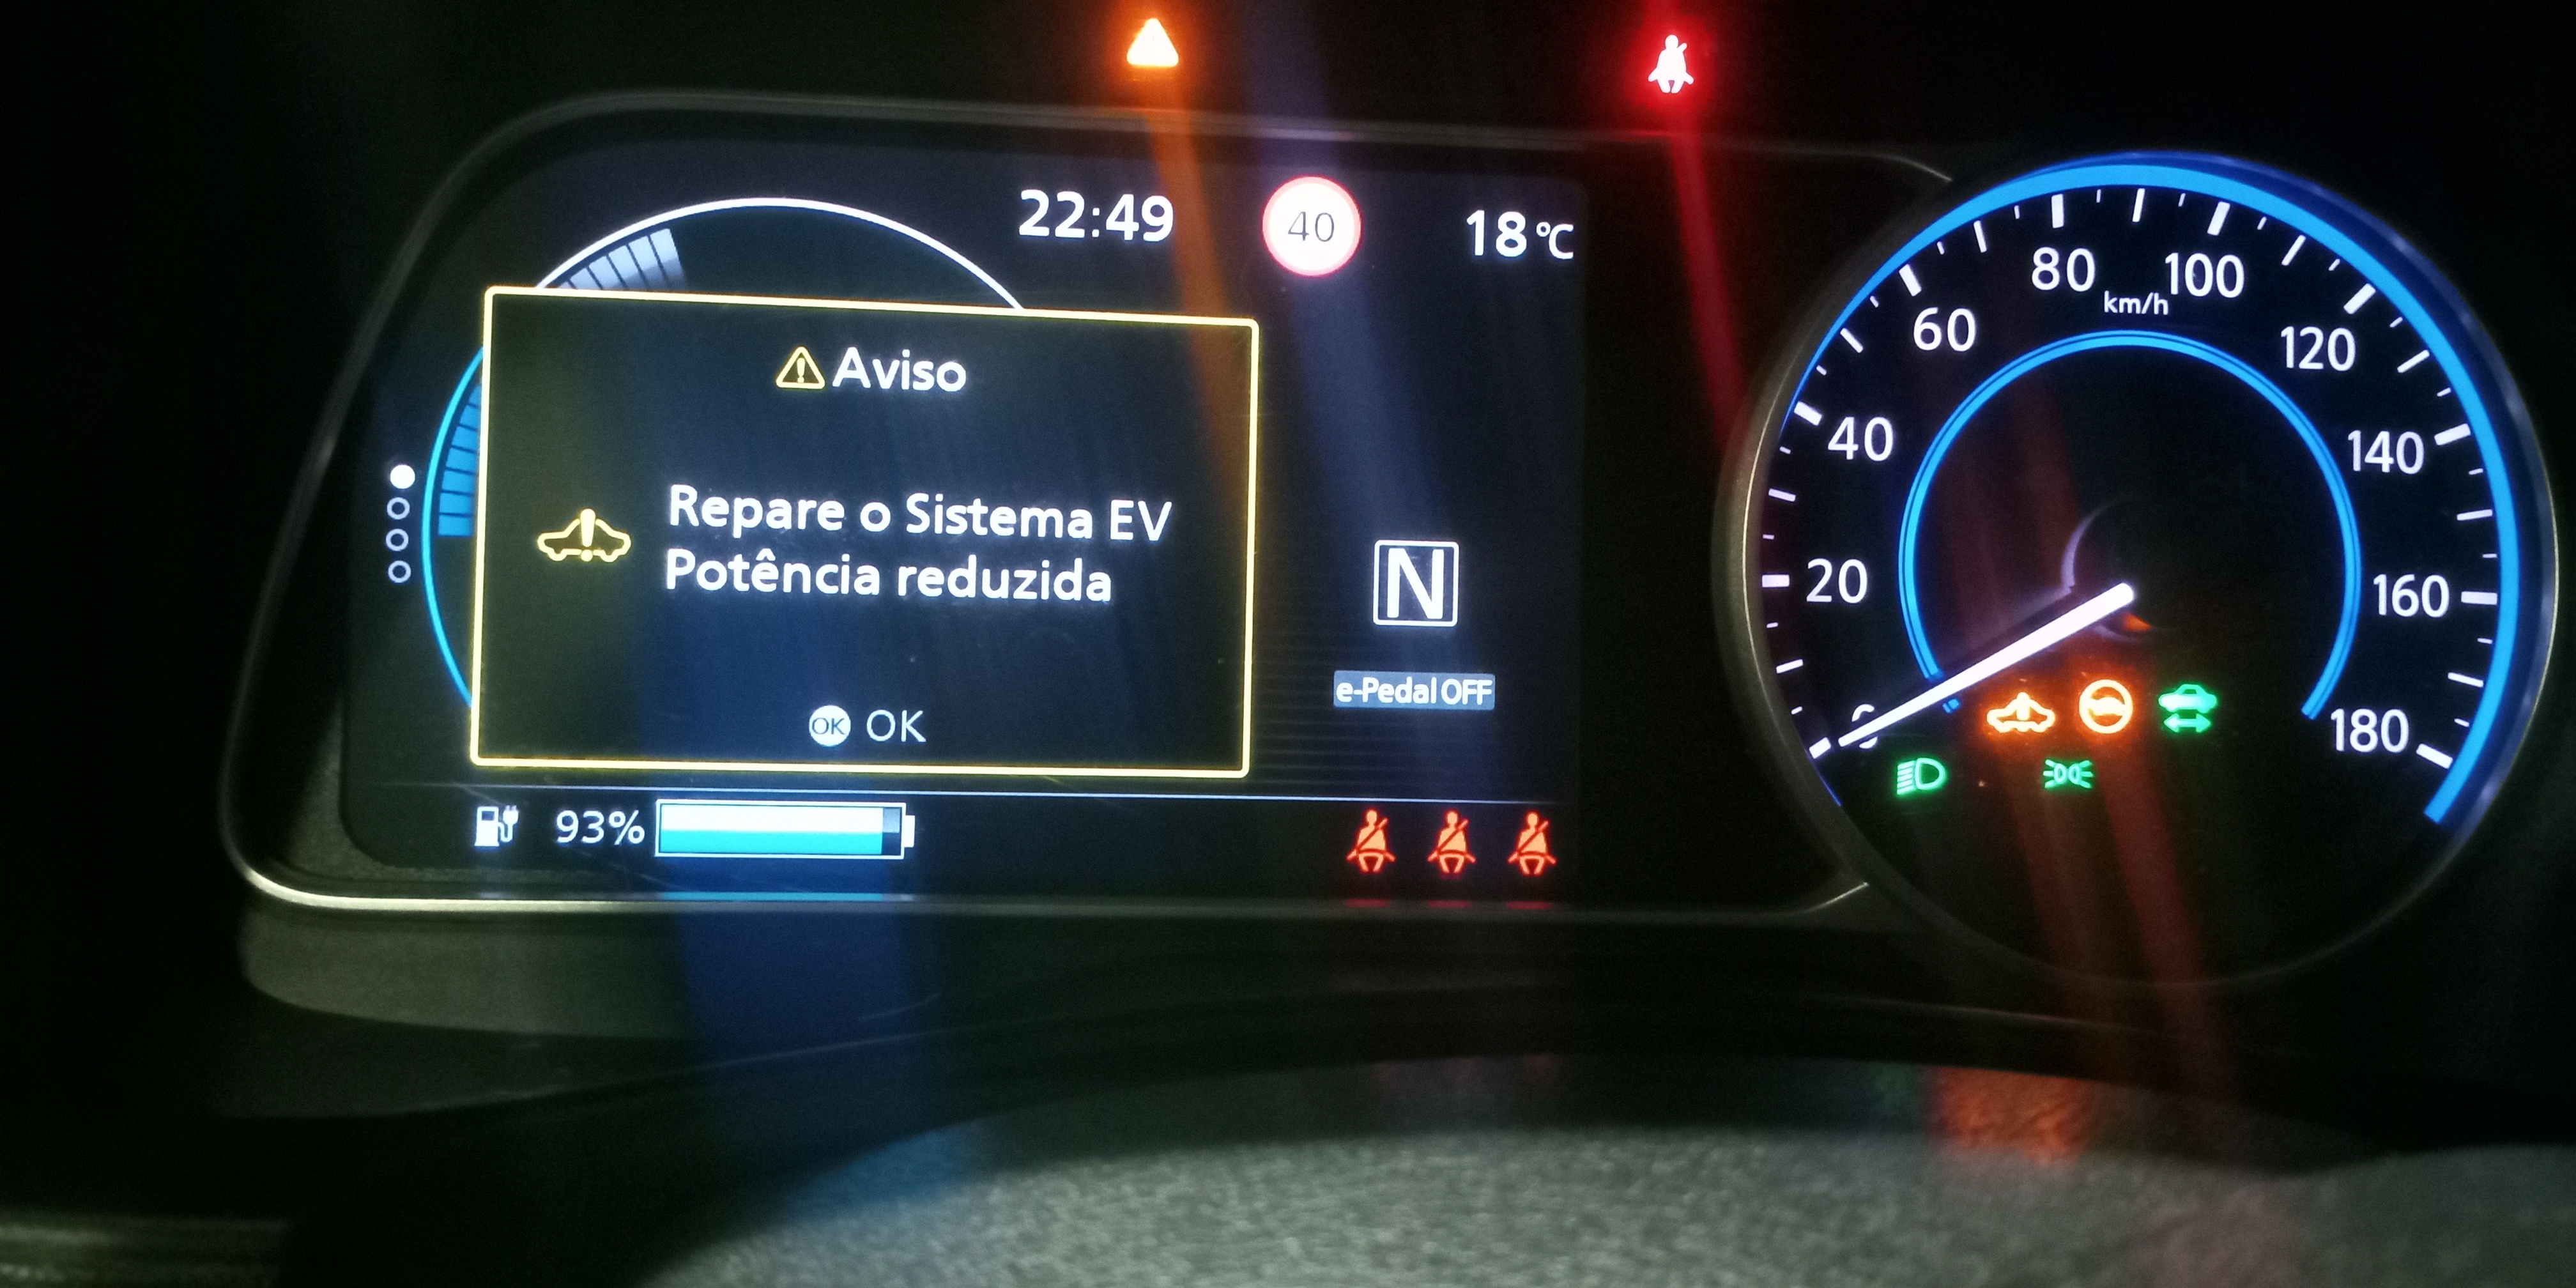 22:49
40
18°C
Aviso
Repare o Sistema EV
Potência reduzida
OK OK
N
e-Pedal OFF
93%
20
40
60
80
100
120
140
160
180
km/h